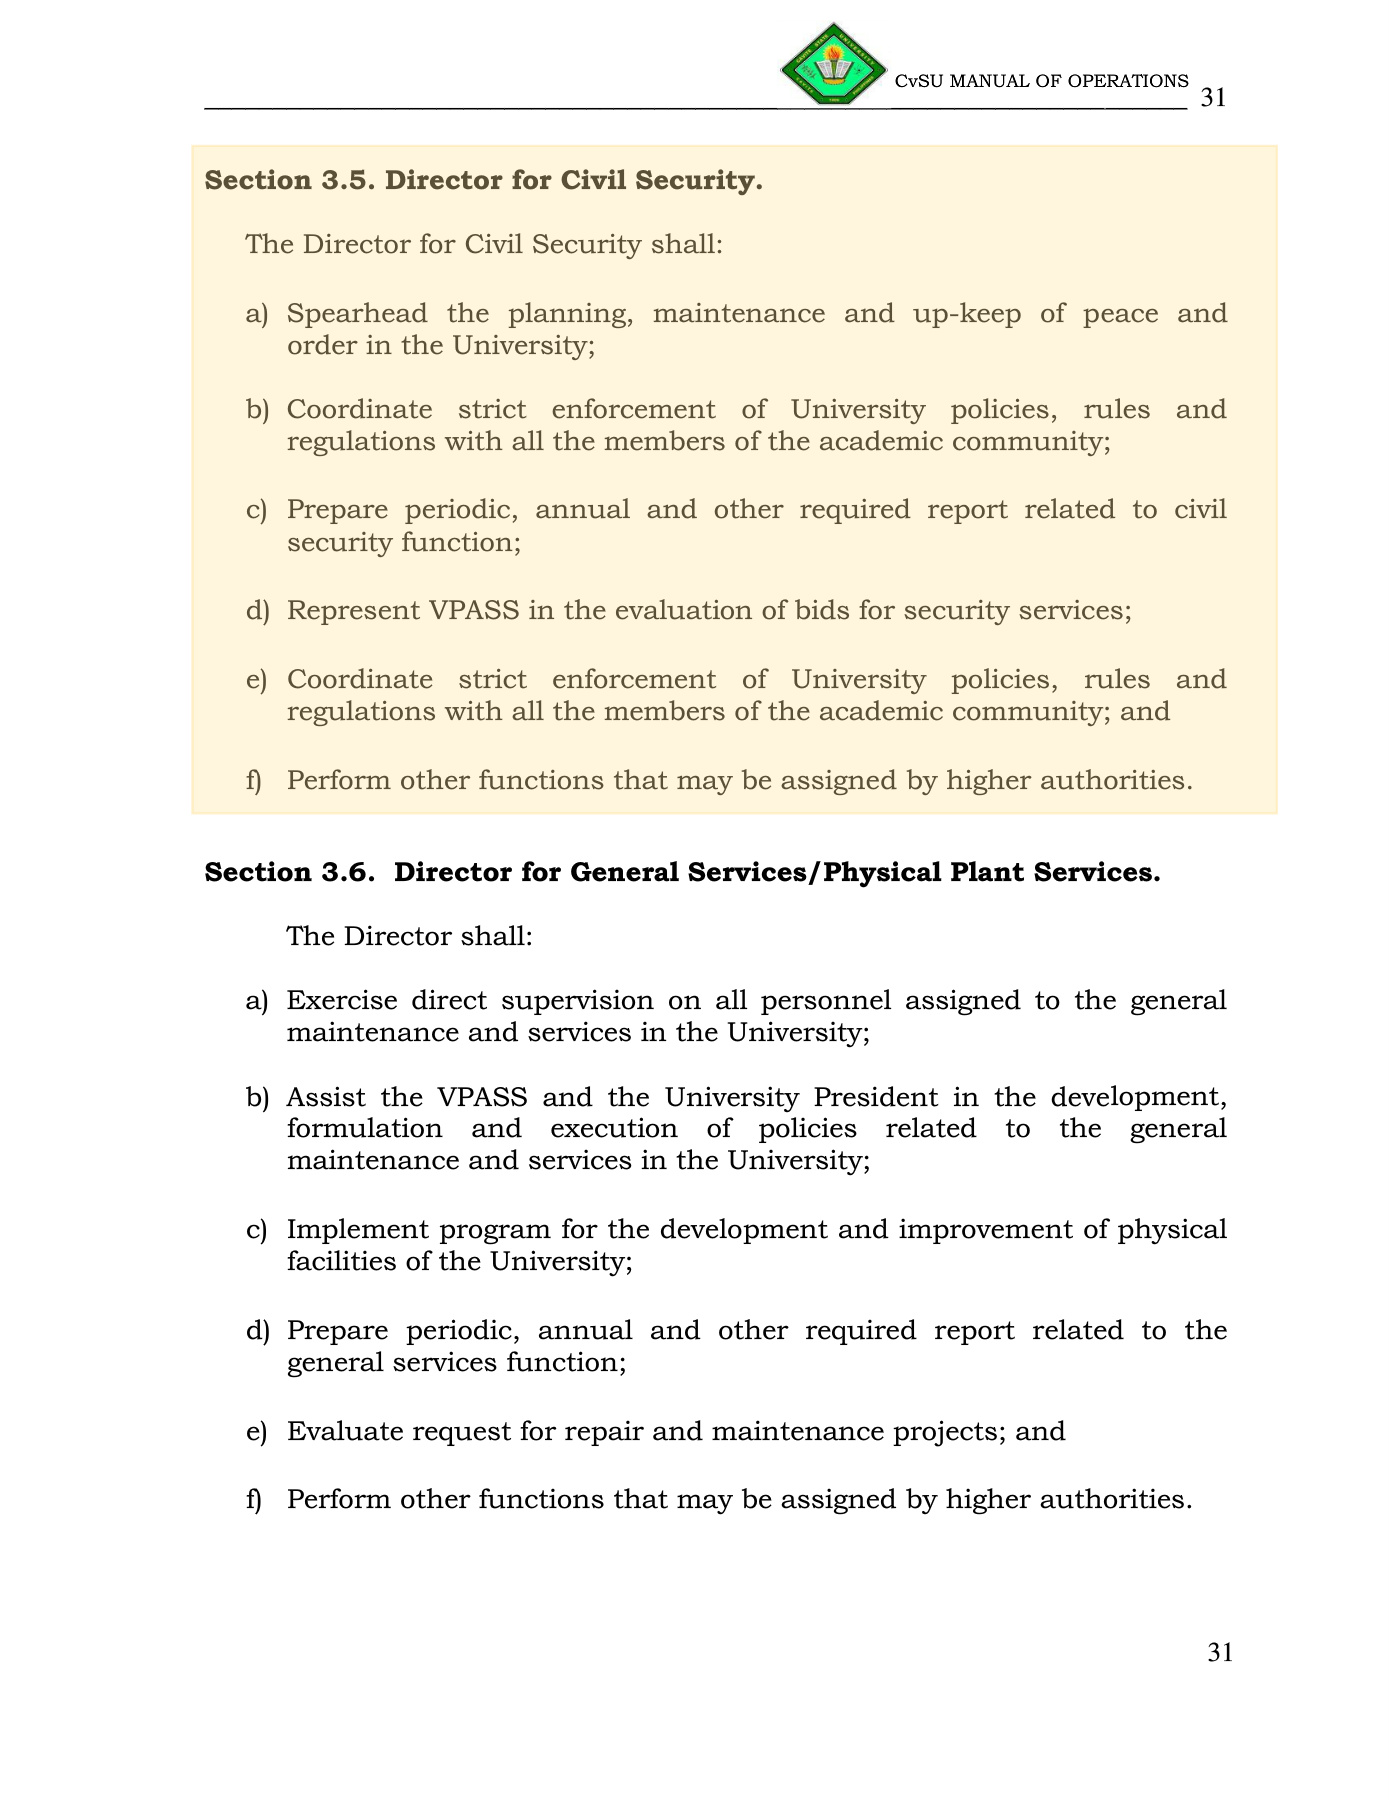 CvSU MANUAL OF OPERATIONS 31
Section 3.5. Director for Civil Security.
The Director for Civil Security shall:
a) Spearhead the planning, maintenance and up-keep of peace and
order in the University;
b) Coordinate strict enforcement of University policies, rules and
regulations with all the members of the academic community;
c) Prepare periodic, annual and other required report related to civil
security function;
d) Represent VPASS in the evaluation of bids for security services;
e) Coordinate strict enforcement of University policies, rules and
regulations with all the members of the academic community; and
f) Perform other functions that may be assigned by higher authorities.
Section 3.6. Director for General Services/Physical Plant Services.
The Director shall:
a) Exercise direct supervision on all personnel assigned to the general
maintenance and services in the University;
b) Assist the VPASS and the University President in the development,
formulation and execution of policies related to the general
maintenance and services in the University;
c) Implement program for the development and improvement of physical
facilities of the University;
d) Prepare periodic, annual and other required report related to the
general services function;
e) Evaluate request for repair and maintenance projects; and
f) Perform other functions that may be assigned by higher authorities.
31